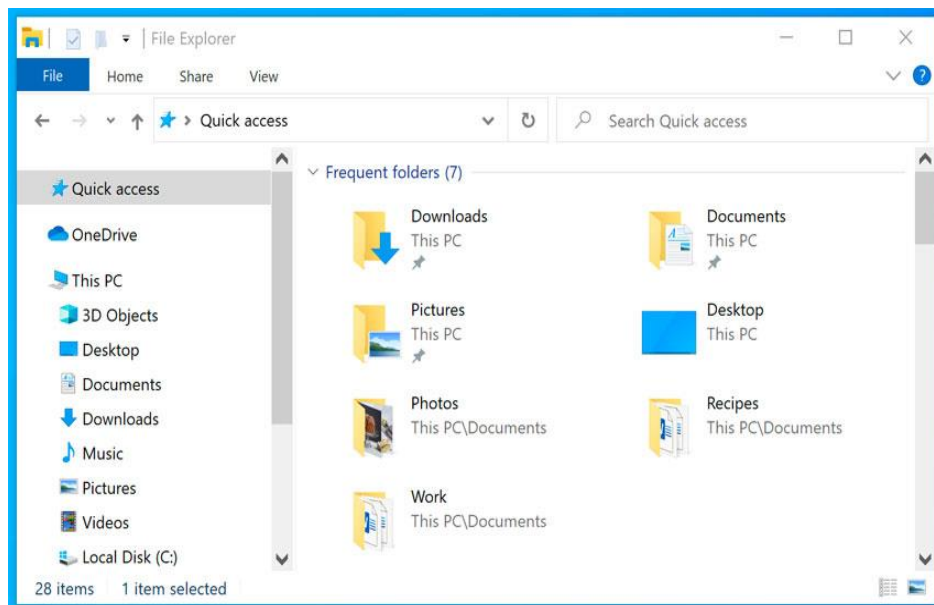 File Explorer
File Home Share View
Quick access
Search Quick access
Quick access
OneDrive
This PC
3D Objects
Desktop
Documents
Downloads
Music
Pictures
Videos
Local Disk (C:)
Frequent folders (7)
Downloads
This PC
Documents
This PC
Pictures
This PC
Desktop
This PC
Photos
This PC\Documents
Recipes
This PC\Documents
Work
This PC\Documents
28 items 1 item selected